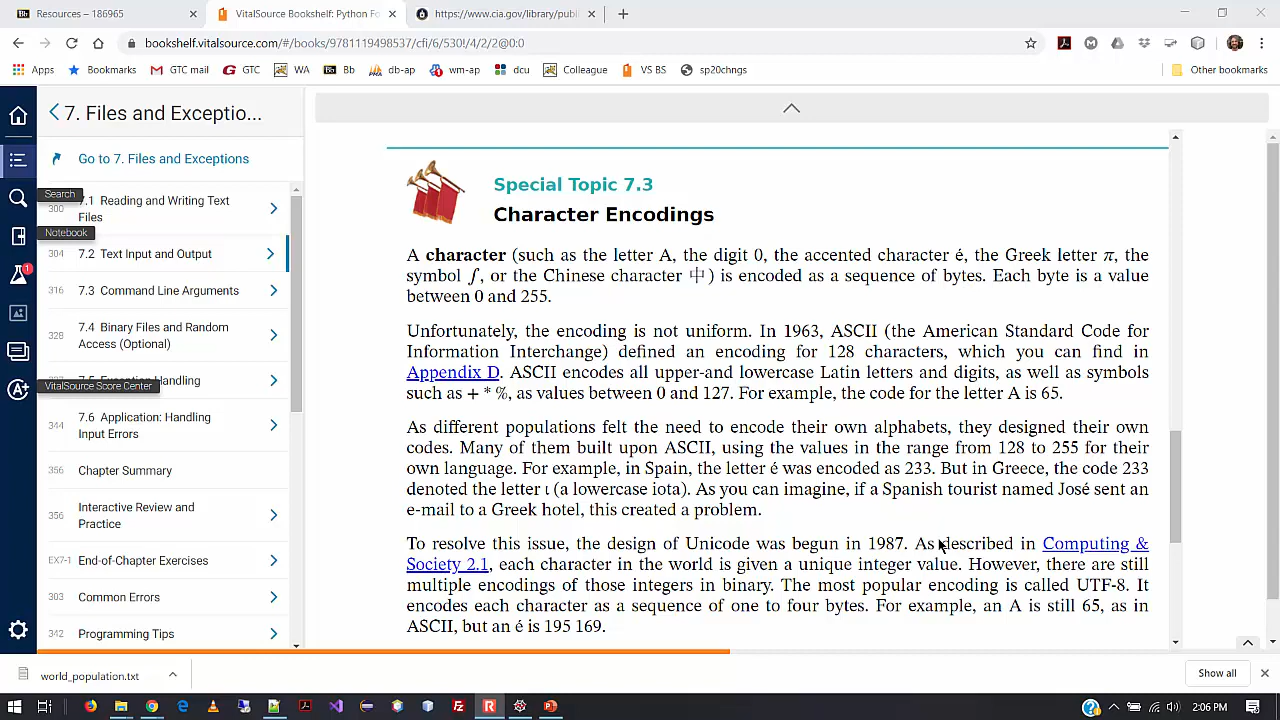 Resources – 186965
VitalSource Bookshelf: Python Fo
https://www.cia.gov/library/publ
bookshelf.vitalsource.com/#/books/9781119498537/cfi/6/530!/4/2/2@0:0
Apps Bookmarks GTC mail GTC WA Bb db-ap wm-ap dcu Colleague VS BS sp20chngs Other bookmarks
7. Files and Exceptio...
Go to 7. Files and Exceptions
Search
300 7.1 Reading and Writing Text
Files
Notebook
304 7.2 Text Input and Output
316 7.3 Command Line Arguments
328 7.4 Binary Files and Random
Access (Optional)
Handling
VitalSource Score Center
344 7.6 Application: Handling
Input Errors
356 Chapter Summary
356 Interactive Review and
Practice
EX7-1 End-of-Chapter Exercises
303 Common Errors
342 Programming Tips
Special Topic 7.3
Character Encodings
A character (such as the letter A, the digit 0, the accented character é, the Greek letter π, the
symbol ∫, or the Chinese character 中) is encoded as a sequence of bytes. Each byte is a value
between 0 and 255.
Unfortunately, the encoding is not uniform. In 1963, ASCII (the American Standard Code for
Information Interchange) defined an encoding for 128 characters, which you can find in
Appendix D. ASCII encodes all upper-and lowercase Latin letters and digits, as well as symbols
such as + * %, as values between 0 and 127. For example, the code for the letter A is 65.
As different populations felt the need to encode their own alphabets, they designed their own
codes. Many of them built upon ASCII, using the values in the range from 128 to 255 for their
own language. For example, in Spain, the letter é was encoded as 233. But in Greece, the code 233
denoted the letter ι (a lowercase iota). As you can imagine, if a Spanish tourist named José sent an
e-mail to a Greek hotel, this created a problem.
To resolve this issue, the design of Unicode was begun in 1987. As described in Computing &
Society 2.1, each character in the world is given a unique integer value. However, there are still
multiple encodings of those integers in binary. The most popular encoding is called UTF-8. It
encodes each character as a sequence of one to four bytes. For example, an A is still 65, as in
ASCII, but an é is 195 169.
world_population.txt
Show all
2:06 PM